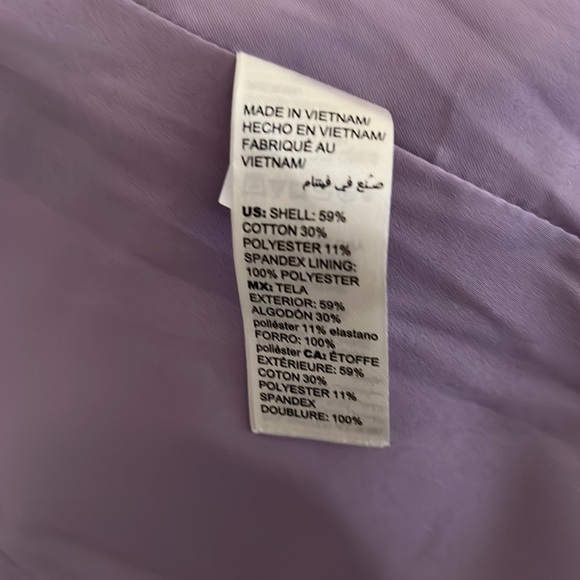 MADE IN VIETNAM/
HECHO EN VIETNAM/
FABRIQUÉ AU
VIETNAM/
صنع في فيتنام
US: SHELL: 59%
COTTON 30%
POLYESTER 11%
SPANDEX LINING:
100% POLYESTER
MX: TELA
EXTERIOR: 59%
ALGODÓN 30%
poliéster 11% elastano
FORRO: 100%
poliéster CA: ÉTOFFE
EXTÉRIEURE: 59%
COTON 30%
POLYESTER 11%
SPANDEX
DOUBLURE: 100%